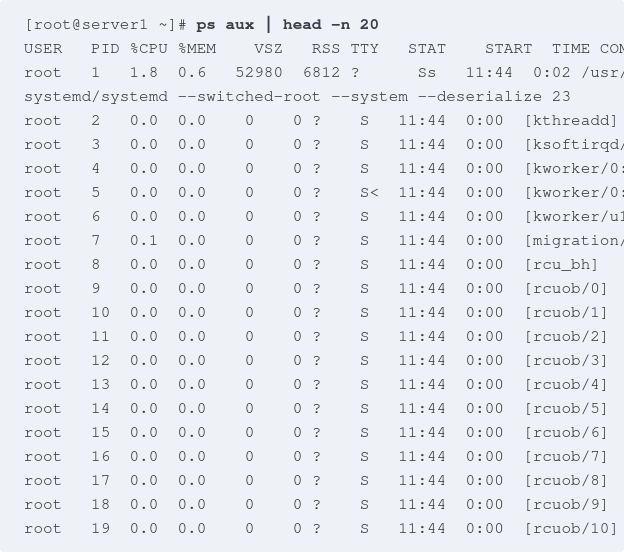 [root@server1 ~]# ps aux | head –n 20
USER PID %CPU %MEM VSZ RSS TTY STAT START TIME COM
root 1 1.8 0.6 52980 6812 ? Ss 11:44 0:02 /usr/
systemd/systemd ––switched–root ––system ––deserialize 23
root 2 0.0 0.0 0 0 ? S 11:44 0:00 [kthreadd]
root 3 0.0 0.0 0 0 ? S 11:44 0:00 [ksoftirqd/
root 4 0.0 0.0 0 0 ? S 11:44 0:00 [kworker/0:
root 5 0.0 0.0 0 0 ? S< 11:44 0:00 [kworker/0:
root 6 0.0 0.0 0 0 ? S 11:44 0:00 [kworker/u1
root 7 0.1 0.0 0 0 ? S 11:44 0:00 [migration/
root 8 0.0 0.0 0 0 ? S 11:44 0:00 [rcu_bh]
root 9 0.0 0.0 0 0 ? S 11:44 0:00 [rcuob/0]
root 10 0.0 0.0 0 0 ? S 11:44 0:00 [rcuob/1]
root 11 0.0 0.0 0 0 ? S 11:44 0:00 [rcuob/2]
root 12 0.0 0.0 0 0 ? S 11:44 0:00 [rcuob/3]
root 13 0.0 0.0 0 0 ? S 11:44 0:00 [rcuob/4]
root 14 0.0 0.0 0 0 ? S 11:44 0:00 [rcuob/5]
root 15 0.0 0.0 0 0 ? S 11:44 0:00 [rcuob/6]
root 16 0.0 0.0 0 0 ? S 11:44 0:00 [rcuob/7]
root 17 0.0 0.0 0 0 ? S 11:44 0:00 [rcuob/8]
root 18 0.0 0.0 0 0 ? S 11:44 0:00 [rcuob/9]
root 19 0.0 0.0 0 0 ? S 11:44 0:00 [rcuob/10]